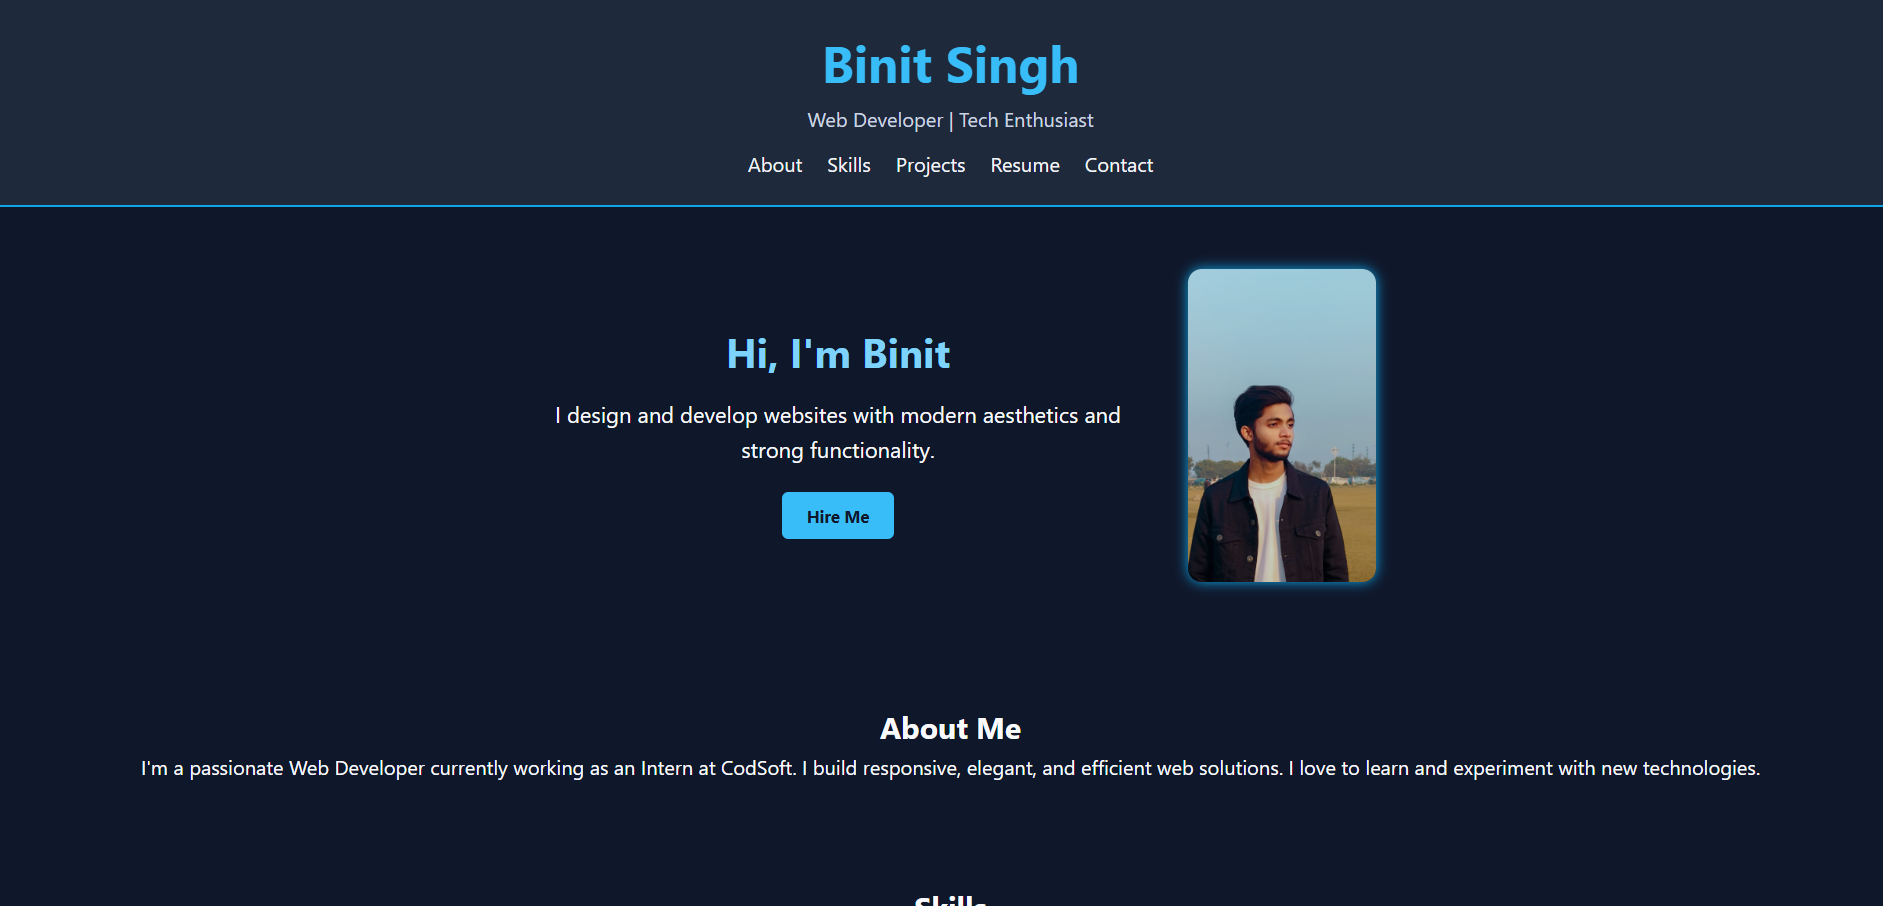 Binit Singh
Web Developer | Tech Enthusiast
About Skills Projects Resume Contact
Hi, I'm Binit
I design and develop websites with modern aesthetics and
strong functionality.
Hire Me
About Me
I'm a passionate Web Developer currently working as an Intern at CodSoft. I build responsive, elegant, and efficient web solutions. I love to learn and experiment with new technologies.
Skills